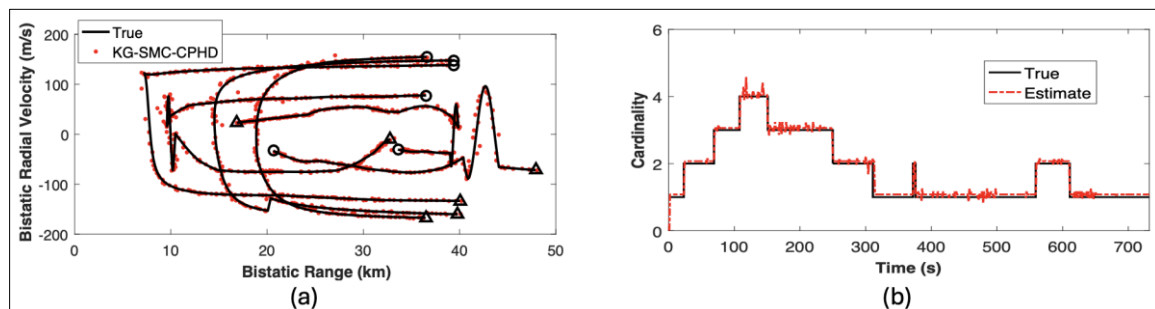 200
100
0
-100
-200
Bistatic Radial Velocity (m/s)
True
KG-SMC-CPHD
0
10
20
30
40
50
Bistatic Range (km)
(a)
6
4
2
0
Cardinality
True
Estimate
0
100
200
300
400
500
600
700
Time (s)
(b)